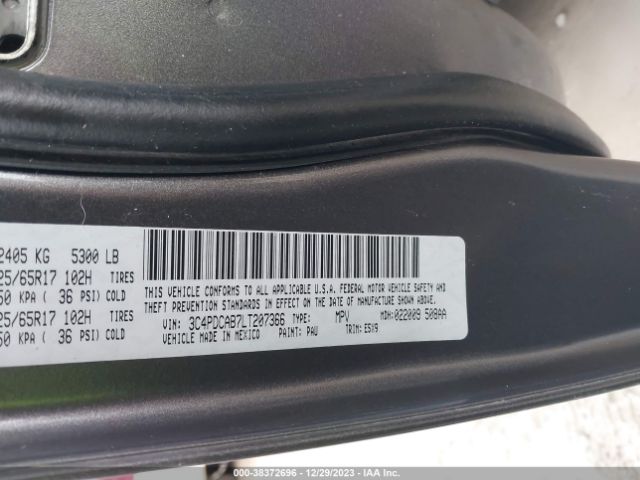 2405 KG 5300 LB
25/65R17 102H TIRES
50 KPA ( 36 PSI) COLD
25/65R17 102H TIRES
50 KPA ( 36 PSI) COLD
THIS VEHICLE CONFORMS TO ALL APPLICABLE U.S.A. FEDERAL MOTOR VEHICLE SAFETY AND
THEFT PREVENTION STANDARDS IN EFFECT ON THE DATE OF MANUFACTURE SHOWN ABOVE.
VIN: 3C4PDCAB7LT207366 TYPE: MPV MDH: 022009 508AA
VEHICLE MADE IN MEXICO PAINT: PAU TRIM: E5X9
000-38372696 - 12/29/2023 - IAA Inc.